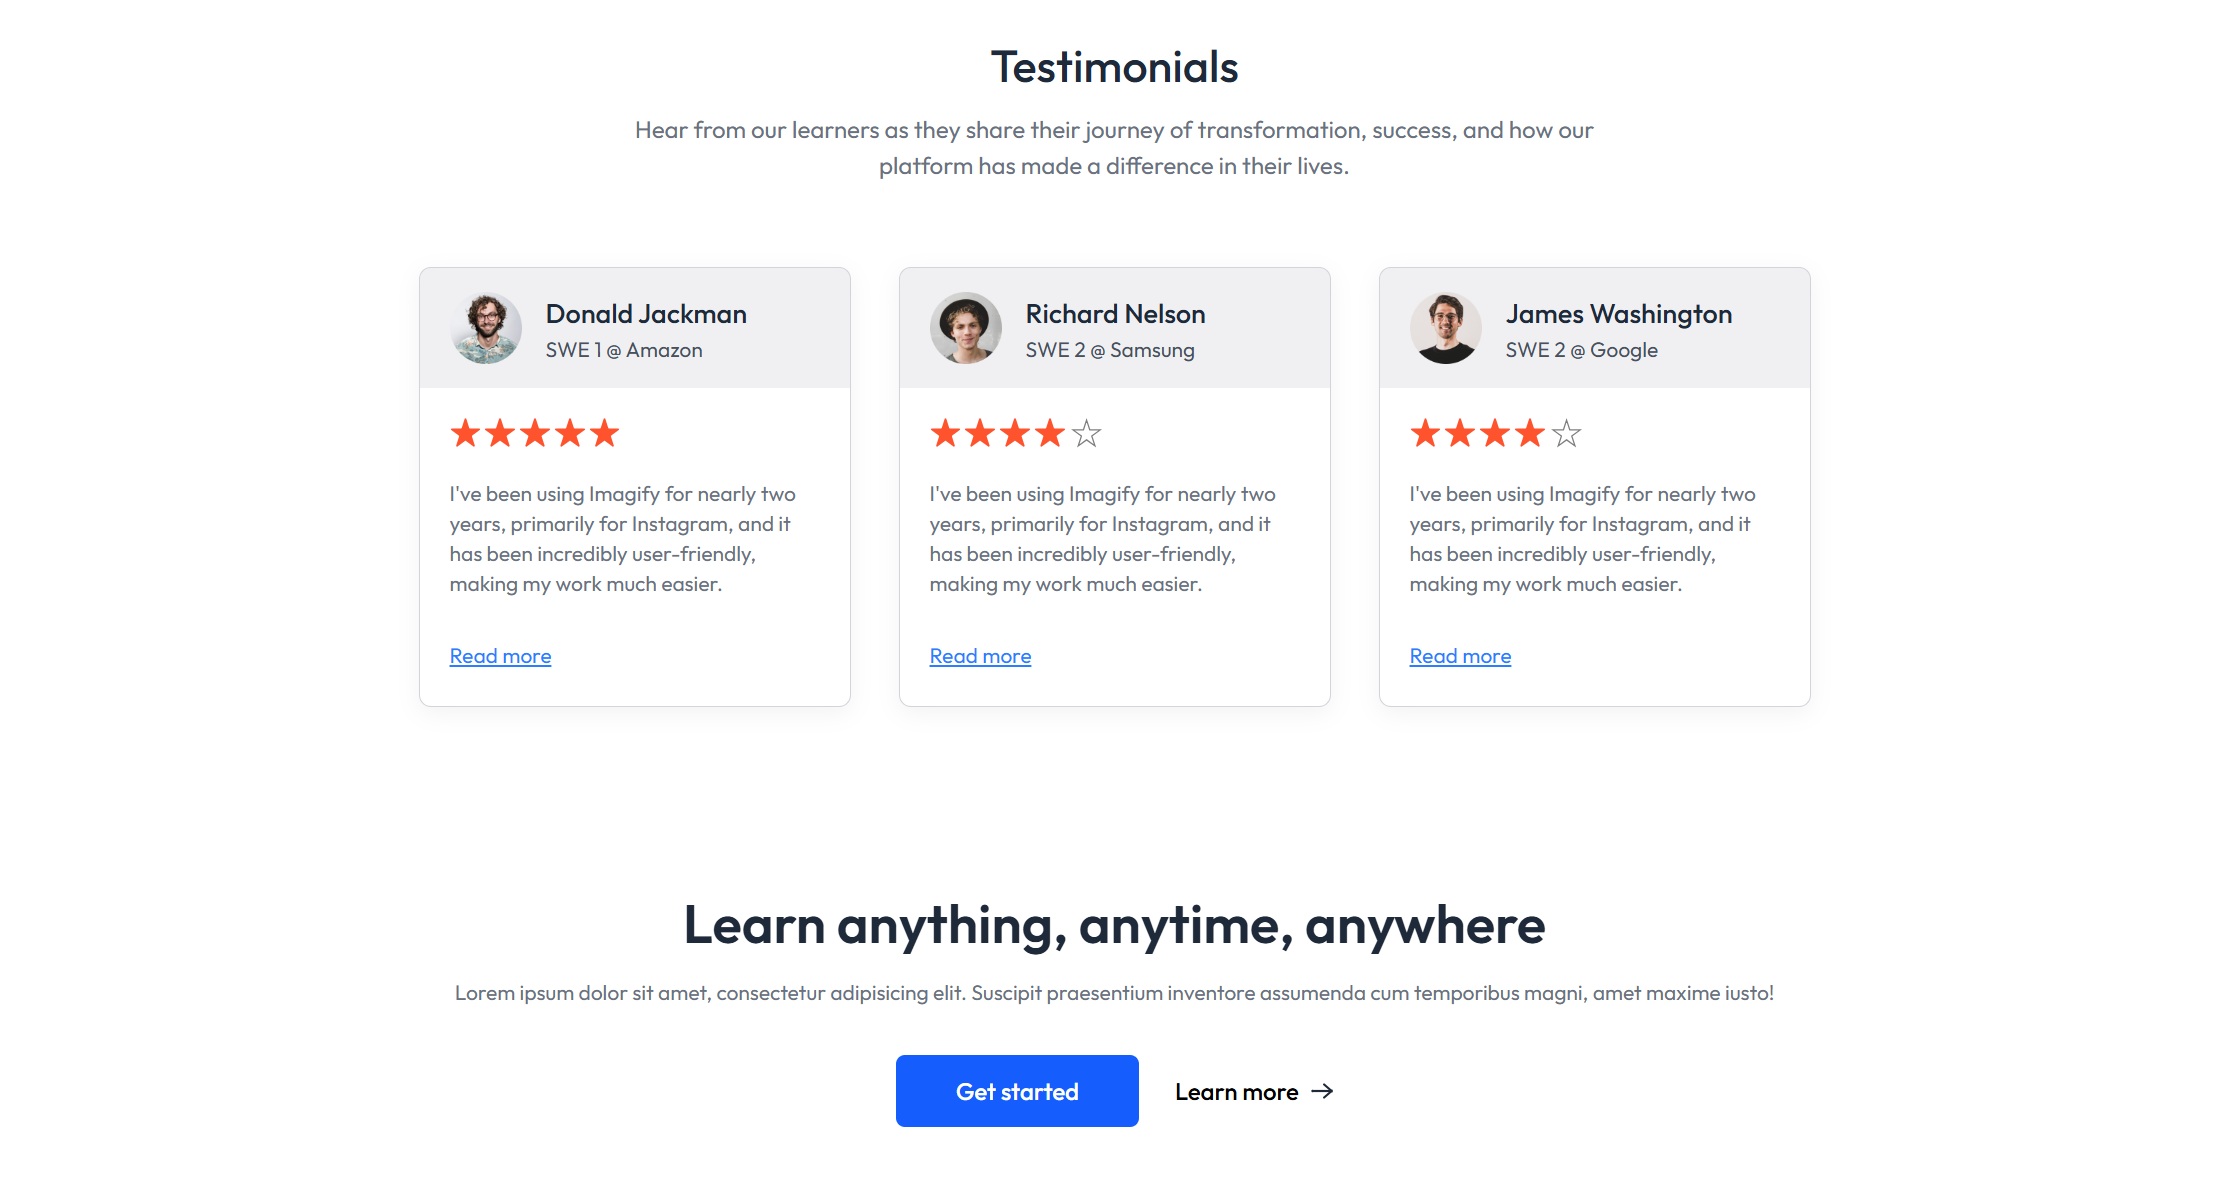 Testimonials
Hear from our learners as they share their journey of transformation, success, and how our
platform has made a difference in their lives.
Donald Jackman
SWE 1 @ Amazon
I've been using Imagify for nearly two
years, primarily for Instagram, and it
has been incredibly user-friendly,
making my work much easier.
Read more
Richard Nelson
SWE 2 @ Samsung
I've been using Imagify for nearly two
years, primarily for Instagram, and it
has been incredibly user-friendly,
making my work much easier.
Read more
James Washington
SWE 2 @ Google
I've been using Imagify for nearly two
years, primarily for Instagram, and it
has been incredibly user-friendly,
making my work much easier.
Read more
Learn anything, anytime, anywhere
Lorem ipsum dolor sit amet, consectetur adipisicing elit. Suscipit praesentium inventore assumenda cum temporibus magni, amet maxime iusto!
Get started
Learn more →